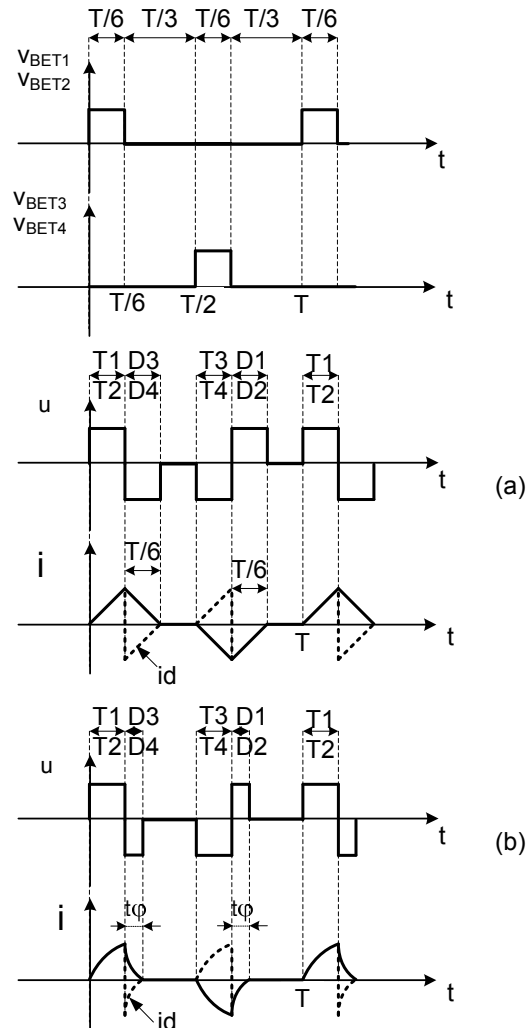 T/6 T/3 T/6 T/3 T/6
vBET1
vBET2
t
vBET3
vBET4
T/6 T/2 T t
T1 D3 T3 D1 T1
T2 D4 T4 D2 T2
u
t
(a)
i
T/6
T/6
T
t
id
T1 D3 T3 D1 T1
T2 D4 T4 D2 T2
u
t
(b)
i
tφ tφ
T
t
id